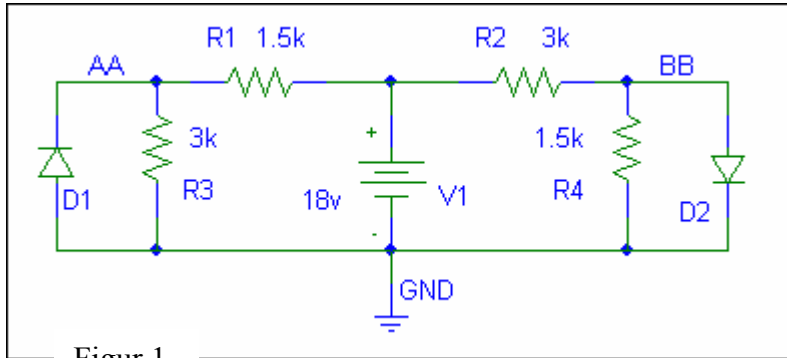 R1 1.5k
R2 3k
AA
BB
+
3k
1.5k
D1
R3
18v
V1
R4
D2
-
GND
Figur 1